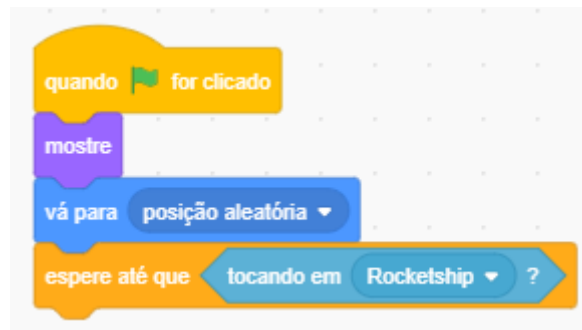 quando for clicado
mostre
vá para posição aleatória
espere até que tocando em Rocketship ?